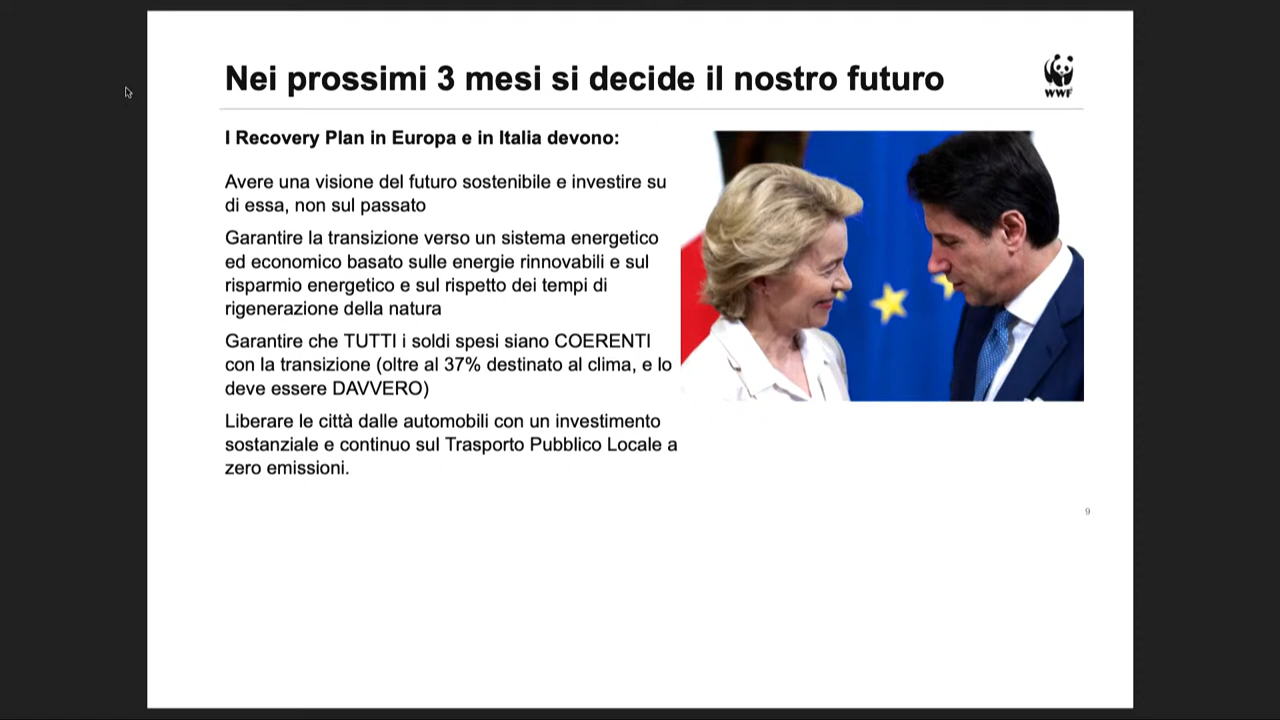 Nei prossimi 3 mesi si decide il nostro futuro
WWF
I Recovery Plan in Europa e in Italia devono:
Avere una visione del futuro sostenibile e investire su
di essa, non sul passato
Garantire la transizione verso un sistema energetico
ed economico basato sulle energie rinnovabili e sul
risparmio energetico e sul rispetto dei tempi di
rigenerazione della natura
Garantire che TUTTI i soldi spesi siano COERENTI
con la transizione (oltre al 37% destinato al clima, e lo
deve essere DAVVERO)
Liberare le città dalle automobili con un investimento
sostanziale e continuo sul Trasporto Pubblico Locale a
zero emissioni.
9